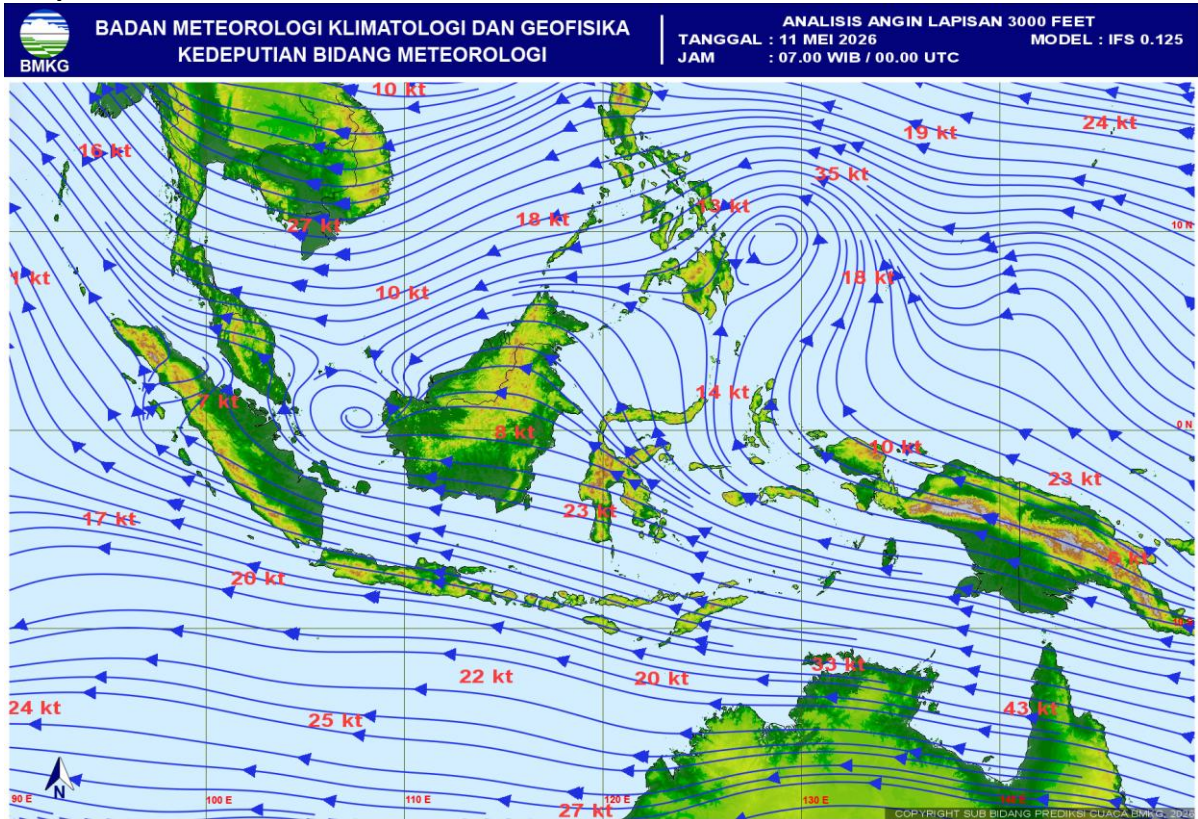 BADAN METEOROLOGI KLIMATOLOGI DAN GEOFISIKA
KEDEPUTIAN BIDANG METEOROLOGI
BMKG
ANALISIS ANGIN LAPISAN 3000 FEET
TANGGAL : 11 MEI 2026 MODEL : IFS 0.125
JAM : 07.00 WIB / 00.00 UTC
10 kt
24 kt
19 kt
16 kt
35 kt
13 kt
18 kt
27 kt
10 N
1 kt
18 kt
10 kt
14 kt
7 kt
8 kt
0 N
10 kt
23 kt
23 kt
17 kt
20 kt
33 kt
22 kt
20 kt
24 kt
43 kt
25 kt
27 kt
N
90 E
100 E
110 E
120 E
130 E
COPYRIGHT SUB BIDANG PREDIKSI CUACA BMKG,